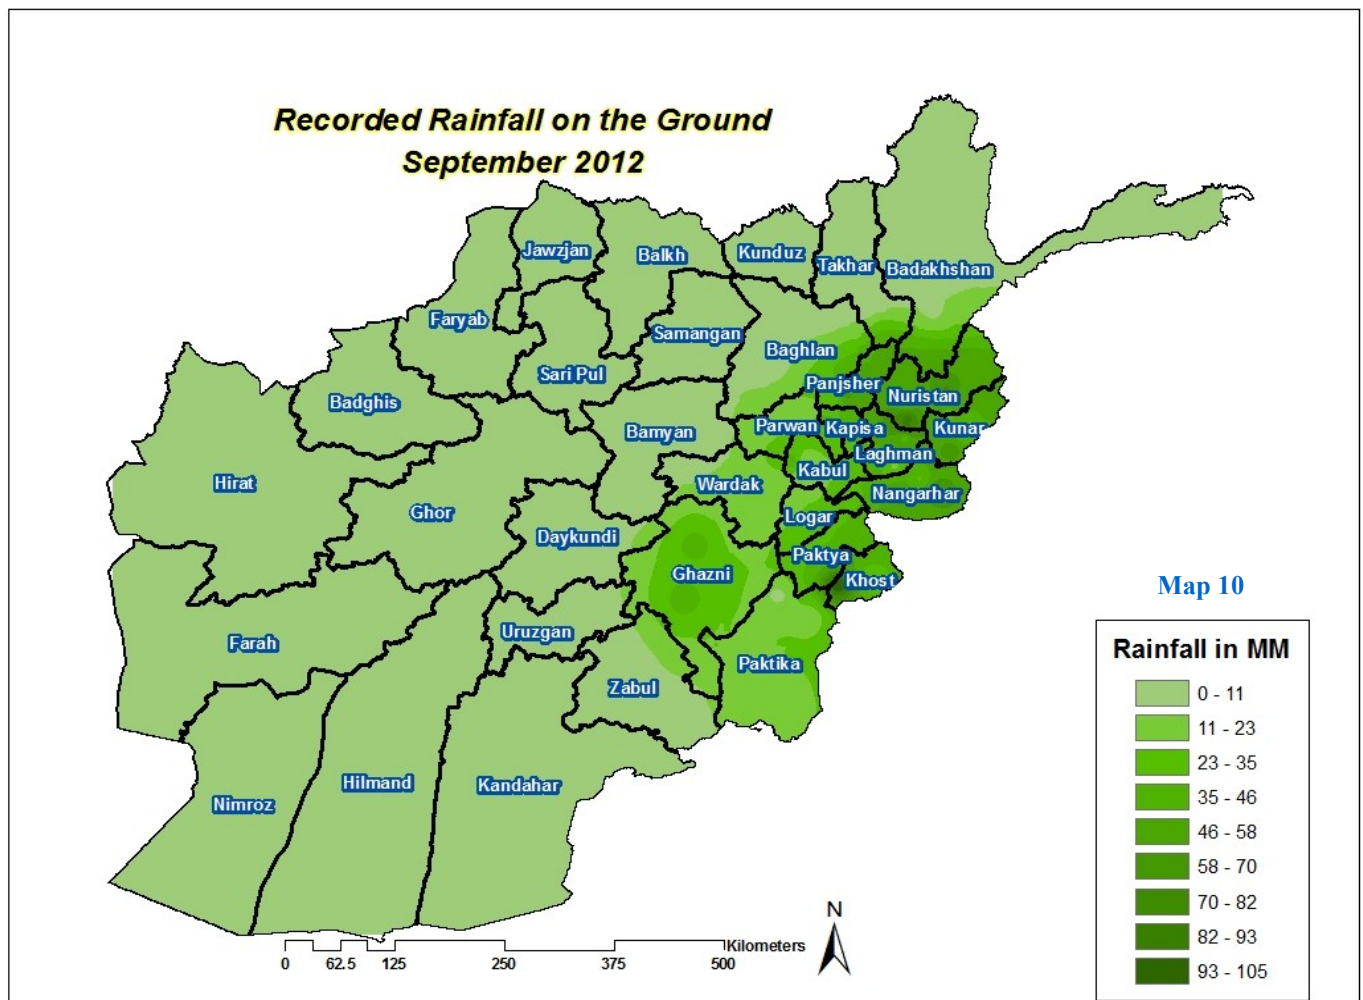 Recorded Rainfall on the Ground
September 2012
Jawzjan
Balkh
Kunduz
Takhar
Badakhshan
Faryab
Samangan
Baghlan
Sari Pul
Panjsher
Nuristan
Badghis
Bamyan
Parwan
Kapisa
Kunar
Laghman
Kabul
Hirat
Wardak
Nangarhar
Ghor
Logar
Daykundi
Paktya
Ghazni
Khost
Uruzgan
Farah
Paktika
Zabul
Hilmand
Kandahar
Nimroz
Map 10
Rainfall in MM
0 - 11
11 - 23
23 - 35
35 - 46
46 - 58
58 - 70
70 - 82
82 - 93
93 - 105
N
Kilometers
0 62.5 125 250 375 500